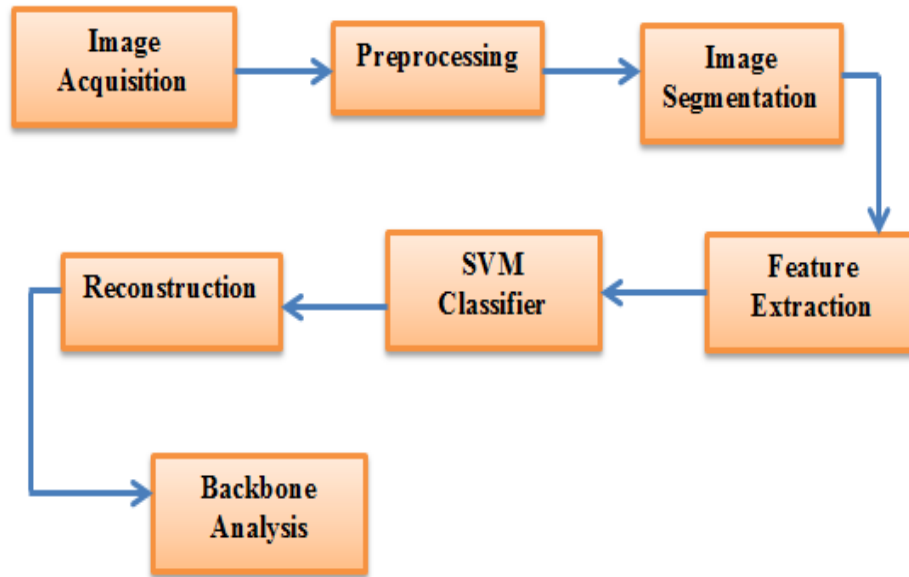 Image
Acquisition
Preprocessing
Image
Segmentation
Feature
Extraction
SVM
Classifier
Reconstruction
Backbone
Analysis